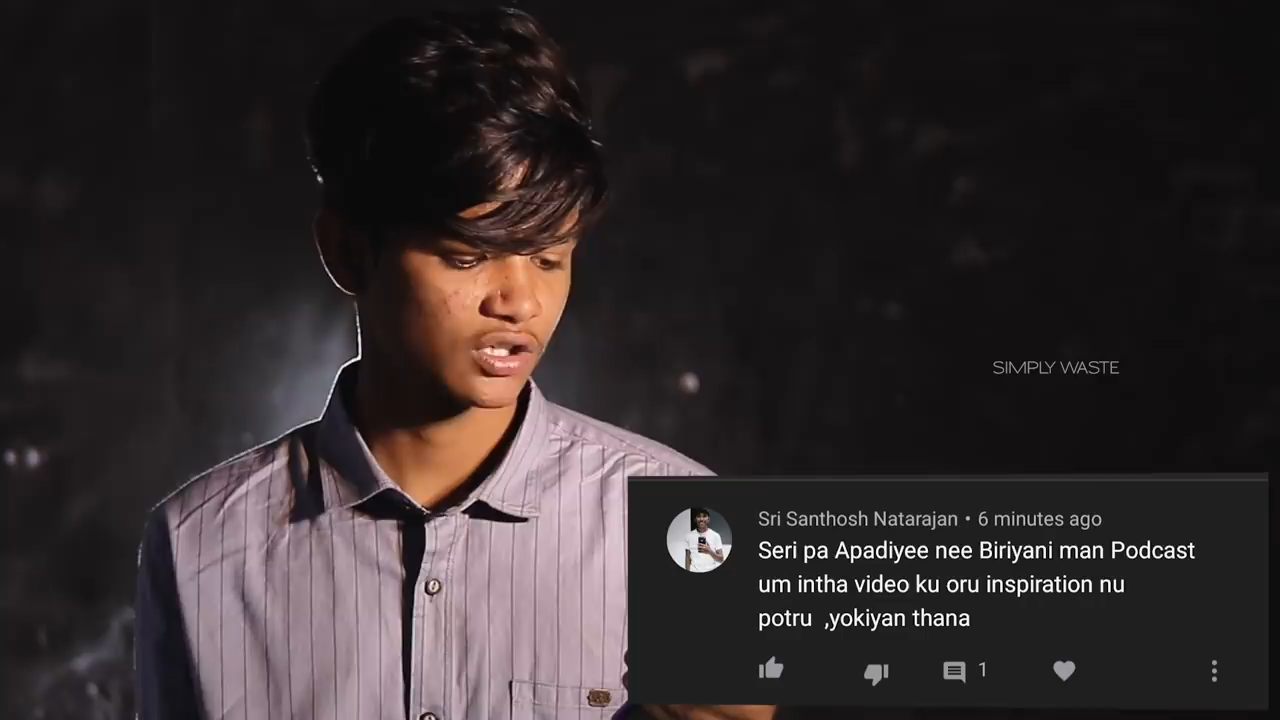 SIMPLY WASTE
Sri Santhosh Natarajan • 6 minutes ago
Seri pa Apadiyee nee Biriyani man Podcast
um intha video ku oru inspiration nu
potru ,yokiyan thana
1